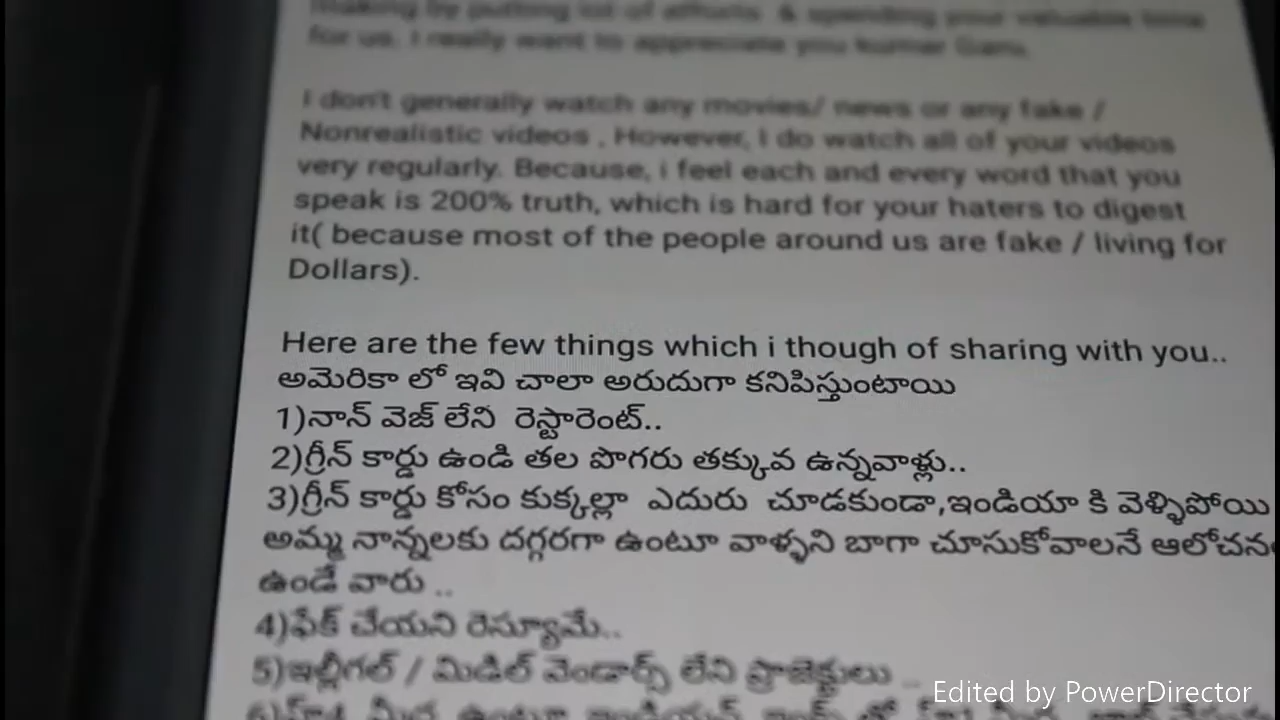 making by putting lot of efforts & spending your valuable time
for us. I really want to appreciate you kumar Garu.
I don't generally watch any movies/ news or any fake /
Nonrealistic videos , However, I do watch all of your videos
very regularly. Because, i feel each and every word that you
speak is 200% truth, which is hard for your haters to digest
it( because most of the people around us are fake / living for
Dollars).
Here are the few things which i though of sharing with you..
అమెరికా లో ఇవి చాలా అరుదుగా కనిపిస్తుంటాయి
1)నాన్ వెజ్ లేని రెస్టారెంట్..
2)గ్రీన్ కార్డు ఉండి తల పొగరు తక్కువ ఉన్నవాళ్లు..
3)గ్రీన్ కార్డు కోసం కుక్కల్లా ఎదురు చూడకుండా,ఇండియా కి వెళ్ళిపోయి
అమ్మ నాన్నలకు దగ్గరగా ఉంటూ వాళ్ళని బాగా చూసుకోవాలనే ఆలోచన
ఉండే వారు ..
4)ఫేక్ చేయని రెస్యూమే..
5)ఇల్లీగల్ / మిడిల్ వెండార్స్ లేని ప్రాజెక్టులు ..
Edited by PowerDirector